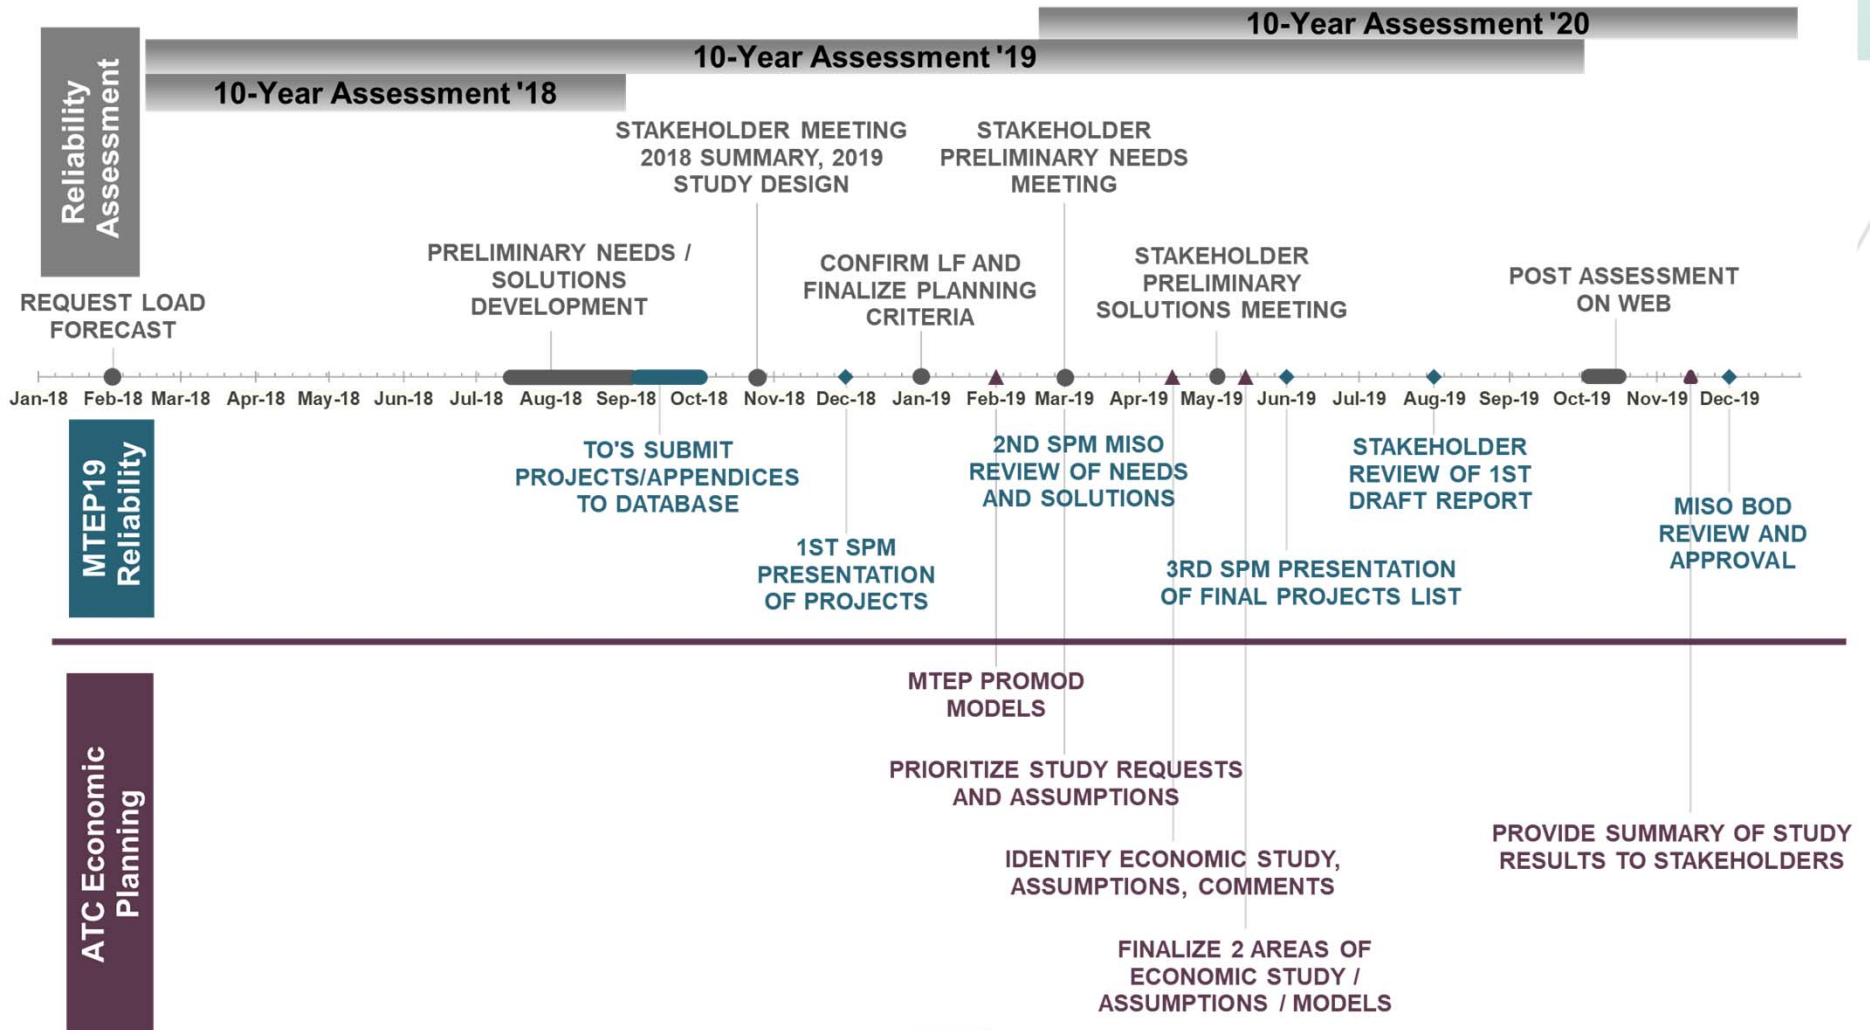 10-Year Assessment '20
10-Year Assessment '19
10-Year Assessment '18
Reliability
Assessment
STAKEHOLDER MEETING
2018 SUMMARY, 2019
STUDY DESIGN
STAKEHOLDER
PRELIMINARY NEEDS
MEETING
PRELIMINARY NEEDS /
SOLUTIONS
DEVELOPMENT
CONFIRM LF AND
FINALIZE PLANNING
CRITERIA
STAKEHOLDER
PRELIMINARY
SOLUTIONS MEETING
POST ASSESSMENT
ON WEB
REQUEST LOAD
FORECAST
Jan-18 Feb-18 Mar-18 Apr-18 May-18 Jun-18 Jul-18 Aug-18 Sep-18 Oct-18 Nov-18 Dec-18 Jan-19 Feb-19 Mar-19 Apr-19 May-19 Jun-19 Jul-19 Aug-19 Sep-19 Oct-19 Nov-19 Dec-19
MTEP19
Reliability
TO'S SUBMIT
PROJECTS/APPENDICES
TO DATABASE
2ND SPM MISO
REVIEW OF NEEDS
AND SOLUTIONS
STAKEHOLDER
REVIEW OF 1ST
DRAFT REPORT
MISO BOD
REVIEW AND
APPROVAL
1ST SPM
PRESENTATION
OF PROJECTS
3RD SPM PRESENTATION
OF FINAL PROJECTS LIST
ATC Economic
Planning
MTEP PROMOD
MODELS
PRIORITIZE STUDY REQUESTS
AND ASSUMPTIONS
PROVIDE SUMMARY OF STUDY
RESULTS TO STAKEHOLDERS
IDENTIFY ECONOMIC STUDY,
ASSUMPTIONS, COMMENTS
FINALIZE 2 AREAS OF
ECONOMIC STUDY /
ASSUMPTIONS / MODELS